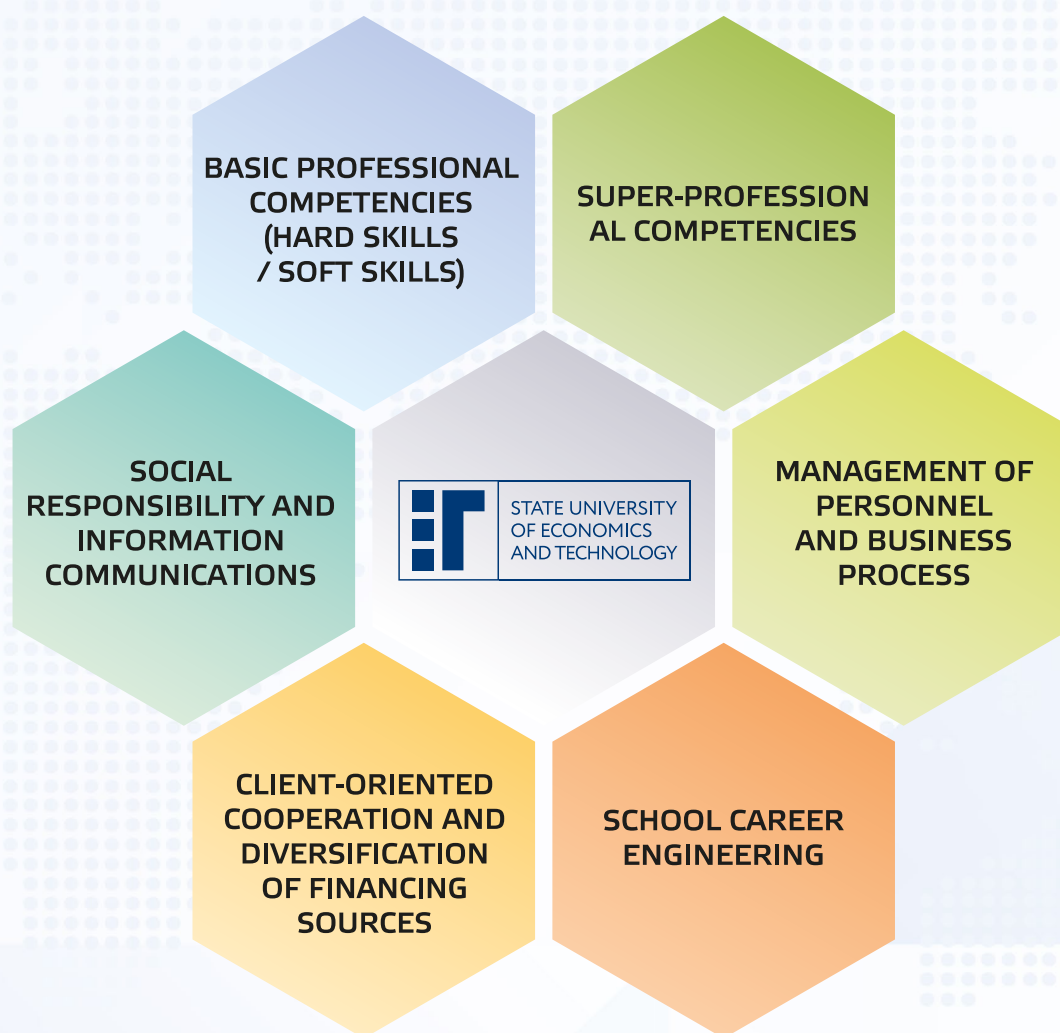 BASIC PROFESSIONAL
COMPETENCIES
(HARD SKILLS
/ SOFT SKILLS)
SUPER-PROFESSION
AL COMPETENCIES
SOCIAL
RESPONSIBILITY AND
INFORMATION
COMMUNICATIONS
STATE UNIVERSITY
OF ECONOMICS
AND TECHNOLOGY
MANAGEMENT OF
PERSONNEL
AND BUSINESS
PROCESS
CLIENT-ORIENTED
COOPERATION AND
DIVERSIFICATION
OF FINANCING
SOURCES
SCHOOL CAREER
ENGINEERING